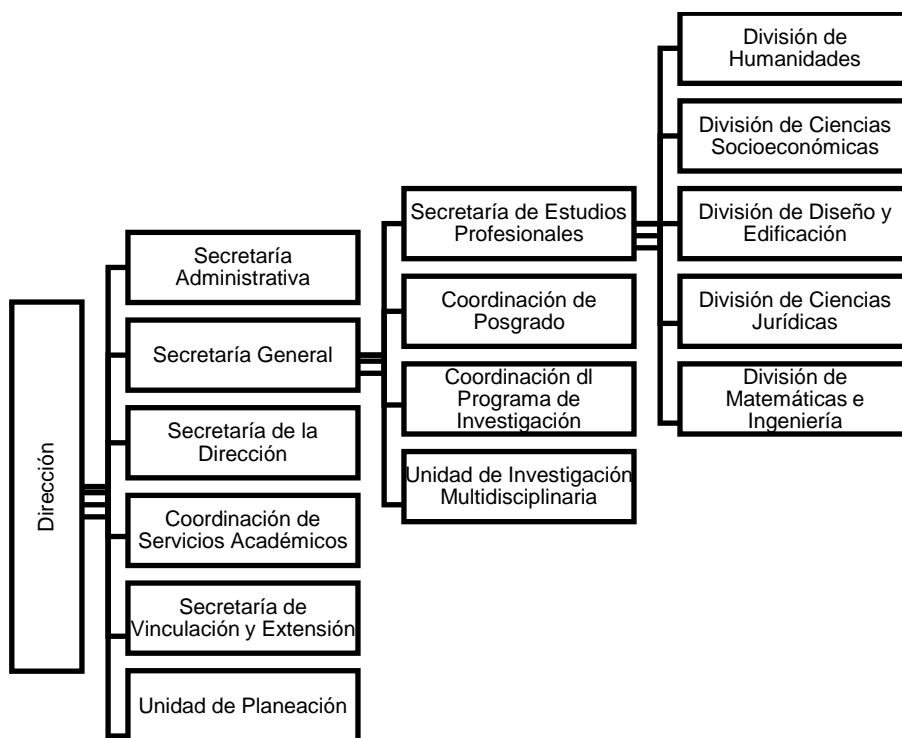 Dirección
Secretaría
Administrativa
Secretaría General
Secretaría de la
Dirección
Coordinación de
Servicios Académicos
Secretaría de
Vinculación y Extensión
Unidad de Planeación
Secretaría de Estudios
Profesionales
Coordinación de
Posgrado
Coordinación dl
Programa de
Investigación
Unidad de Investigación
Multidisciplinaria
División de
Humanidades
División de Ciencias
Socioeconómicas
División de Diseño y
Edificación
División de Ciencias
Jurídicas
División de
Matemáticas e
Ingeniería